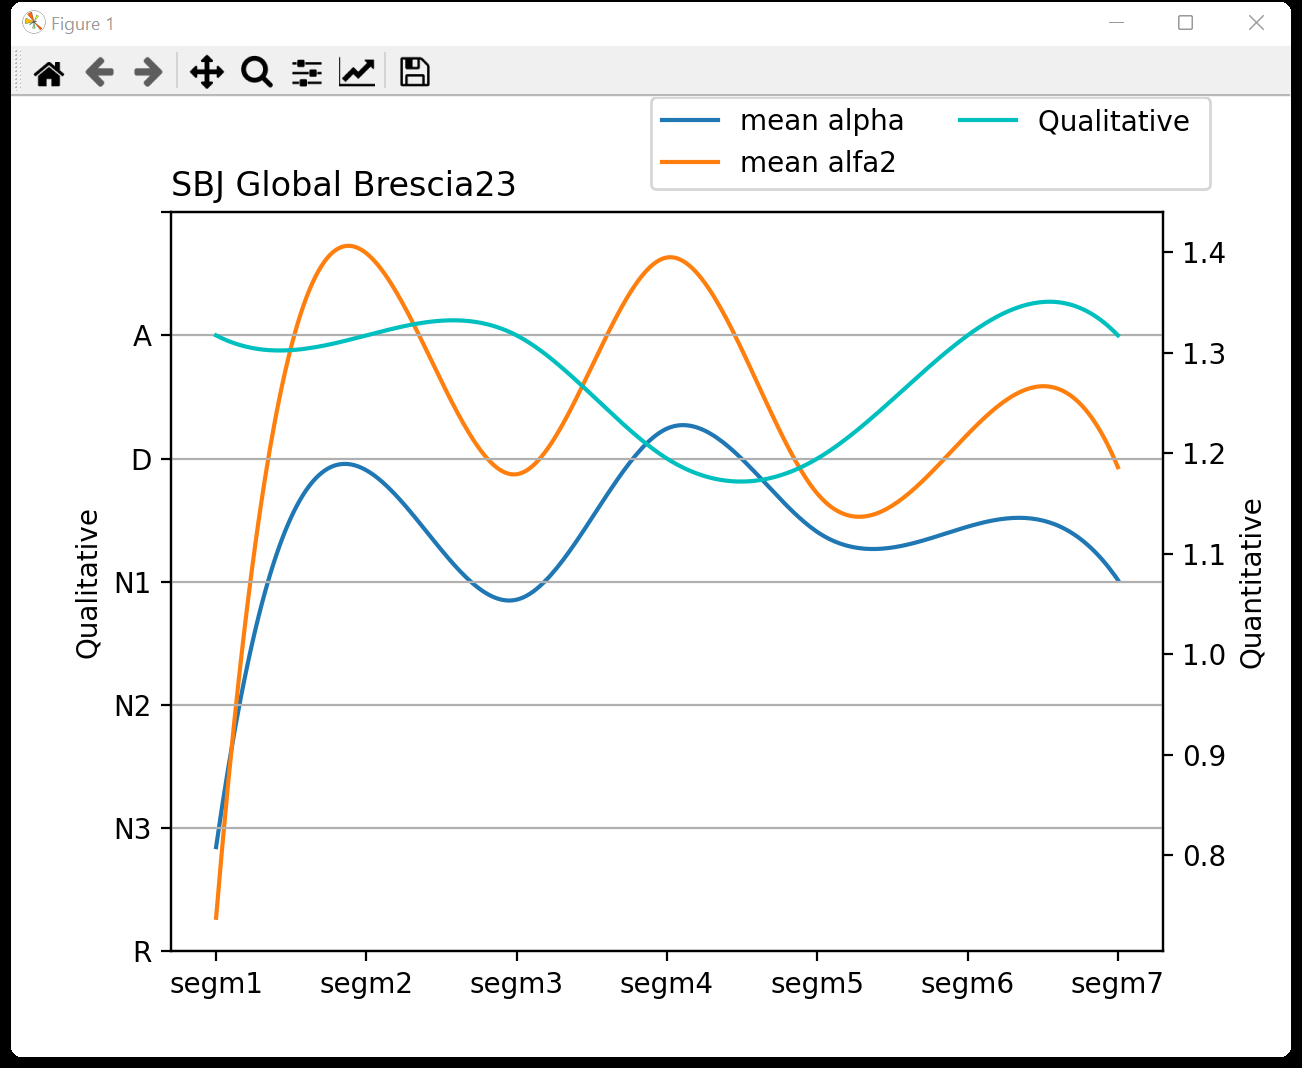 Figure 1
mean alpha
Qualitative
mean alfa2
SBJ Global Brescia23
A
D
N1
N2
N3
R
Qualitative
1.4
1.3
1.2
1.1
1.0
0.9
0.8
Quantitative
segm1 segm2 segm3 segm4 segm5 segm6 segm7